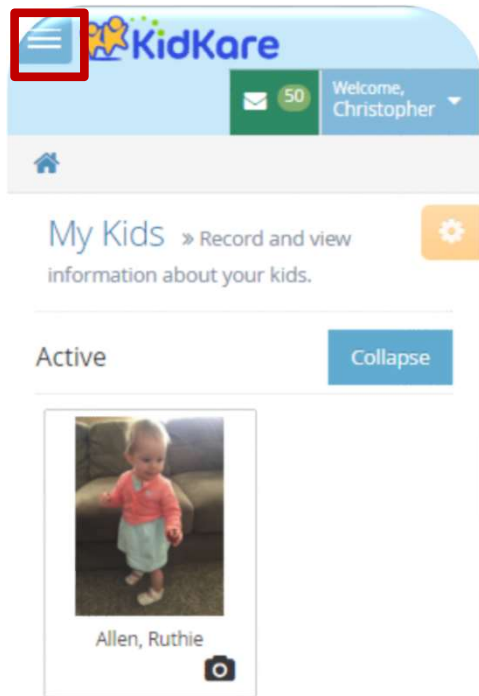 KidKare
50
Welcome,
Christopher
My Kids » Record and view
information about your kids.
Active
Collapse
Allen, Ruthie